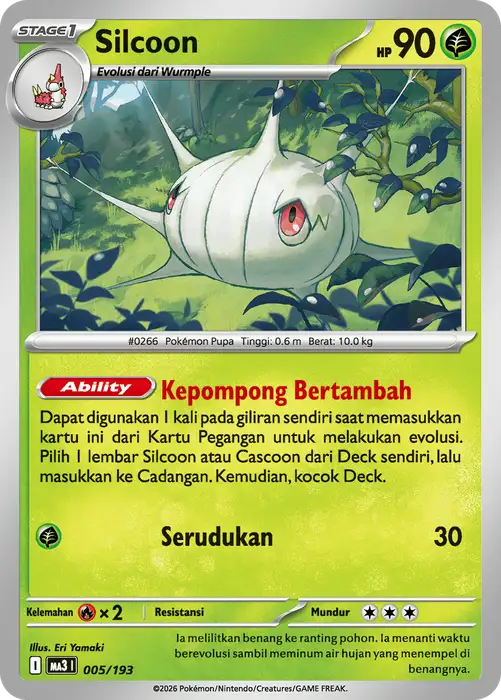 STAGE1
Silcoon
HP 90
Evolusi dari Wurmple
#0266 Pokémon Pupa Tinggi: 0.6 m Berat: 10.0 kg
Ability Kepompong Bertambah
Dapat digunakan 1 kali pada giliran sendiri saat memasukkan
kartu ini dari Kartu Pegangan untuk melakukan evolusi.
Pilih 1 lembar Silcoon atau Cascoon dari Deck sendiri, lalu
masukkan ke Cadangan. Kemudian, kocok Deck.
Serudukan 30
Kelemahan ×2 Resistansi Mundur
Illus. Eri Yamaki
Ia melilitkan benang ke ranting pohon. Ia menanti waktu
berevolusi sambil meminum air hujan yang menempel di
benangnya.
I MA3 I 005/193
©2026 Pokémon/Nintendo/Creatures/GAME FREAK.